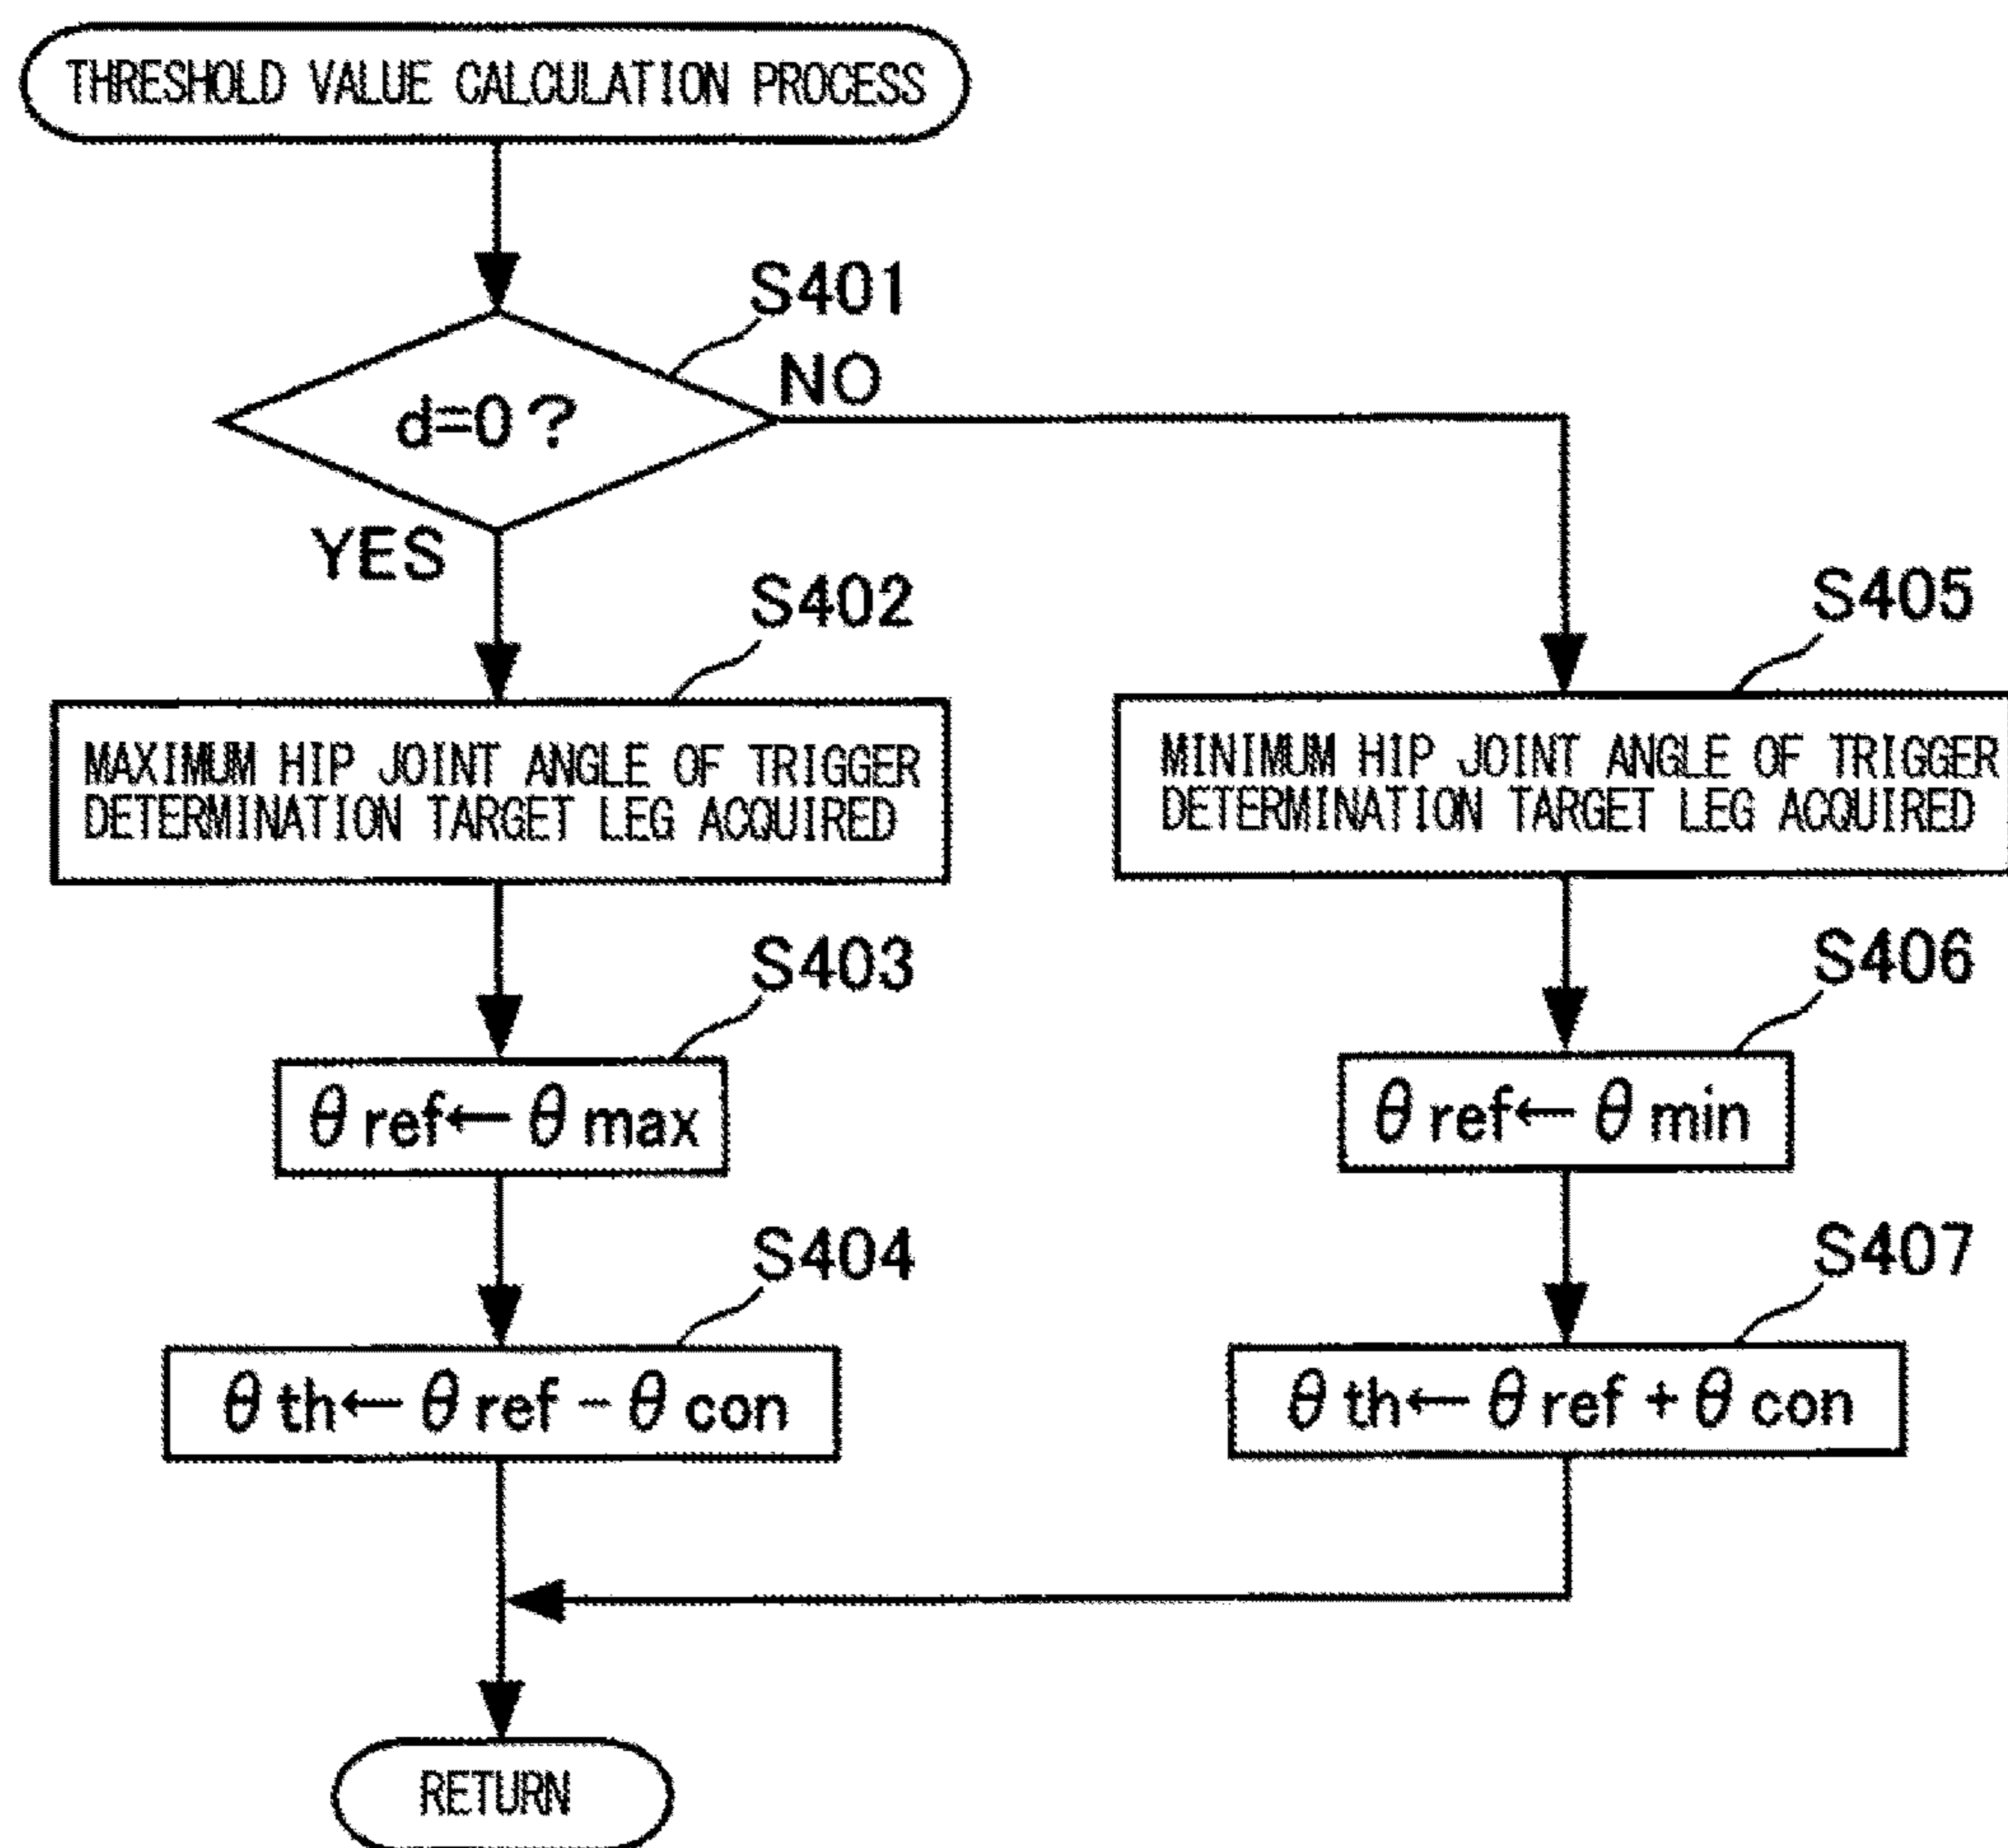 THRESHOLD VALUE CALCULATION PROCESS
S401
d=0?
NO
YES
S402
MAXIMUM HIP JOINT ANGLE OF TRIGGER
DETERMINATION TARGET LEG ACQUIRED
S403
θ ref← θ max
S404
θ th← θ ref - θ con
S405
MINIMUM HIP JOINT ANGLE OF TRIGGER
DETERMINATION TARGET LEG ACQUIRED
S406
θ ref← θ min
S407
θ th← θ ref + θ con
RETURN